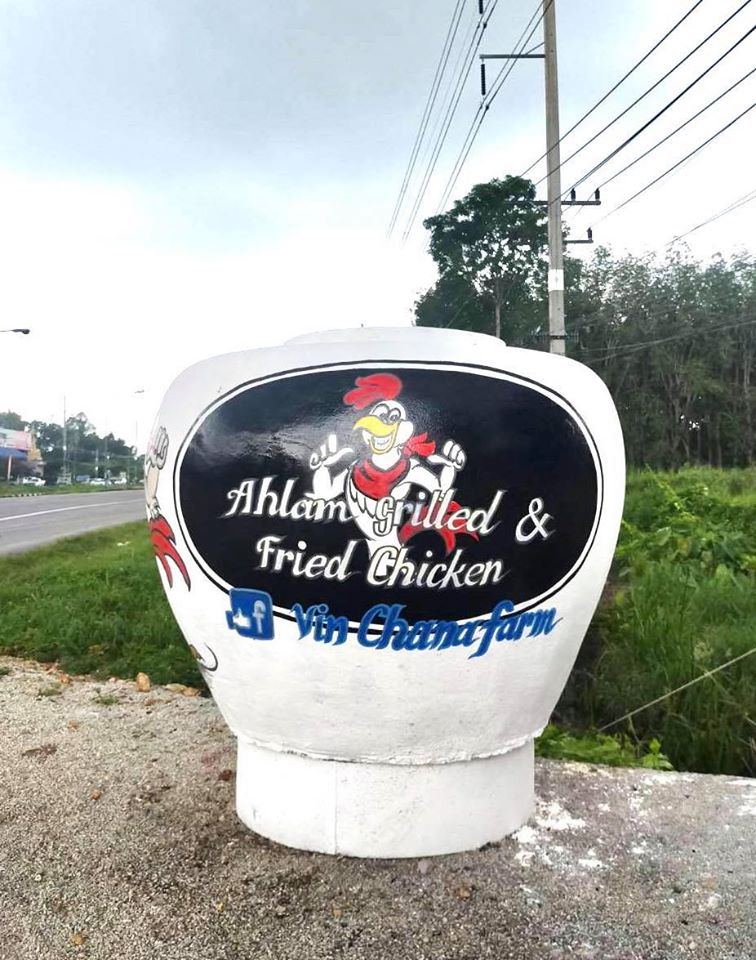 Ahlam Grilled &
Fried Chicken
f Vin Chana farm